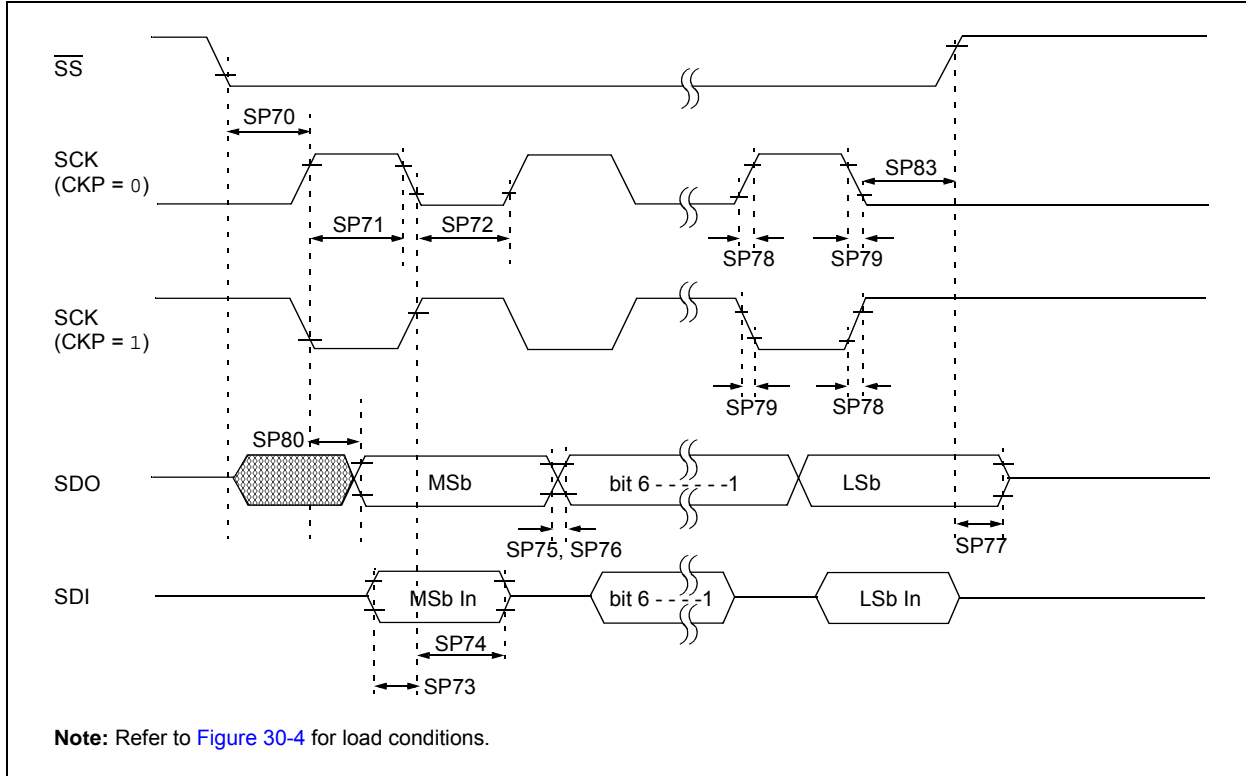 SS
SP70
SCK
(CKP = 0)
SP83
SP71
SP72
SP78
SP79
SCK
(CKP = 1)
SP79
SP78
SP80
SDO
MSb
bit 6 - - - - - -1
LSb
SP75, SP76
SP77
SDI
MSb In
bit 6 - - - -1
LSb In
SP74
SP73
Note: Refer to Figure 30-4 for load conditions.